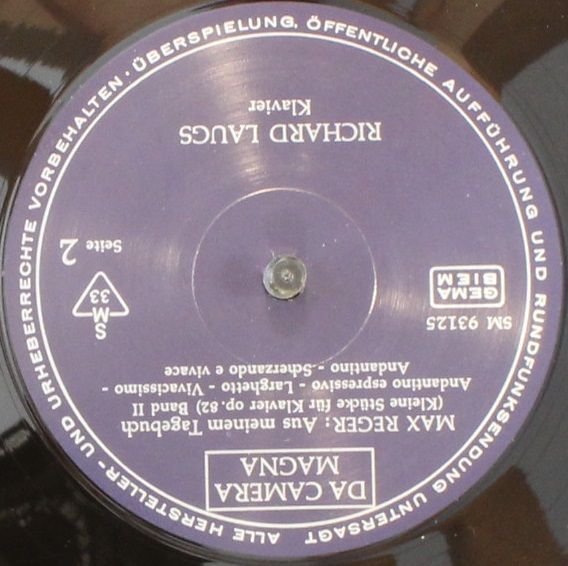 DA CAMERA
MAGNA
MAX REGER: Aus meinem Tagebuch
(Kleine Stücke für Klavier op. 82) Band II
Andantino espressivo - Larghetto - Vivacissimo -
Andantino - Scherzando e vivace
SM 93125
GEMA
BIEM
S
M
33
Seite 2
RICHARD LAUGS
Klavier
ALLE HERSTELLER- UND URHEBERRECHTE VORBEHALTEN · ÜBERSPIELUNG, ÖFFENTLICHE AUFFÜHRUNG UND RUNDFUNKSENDUNG UNTERSAGT